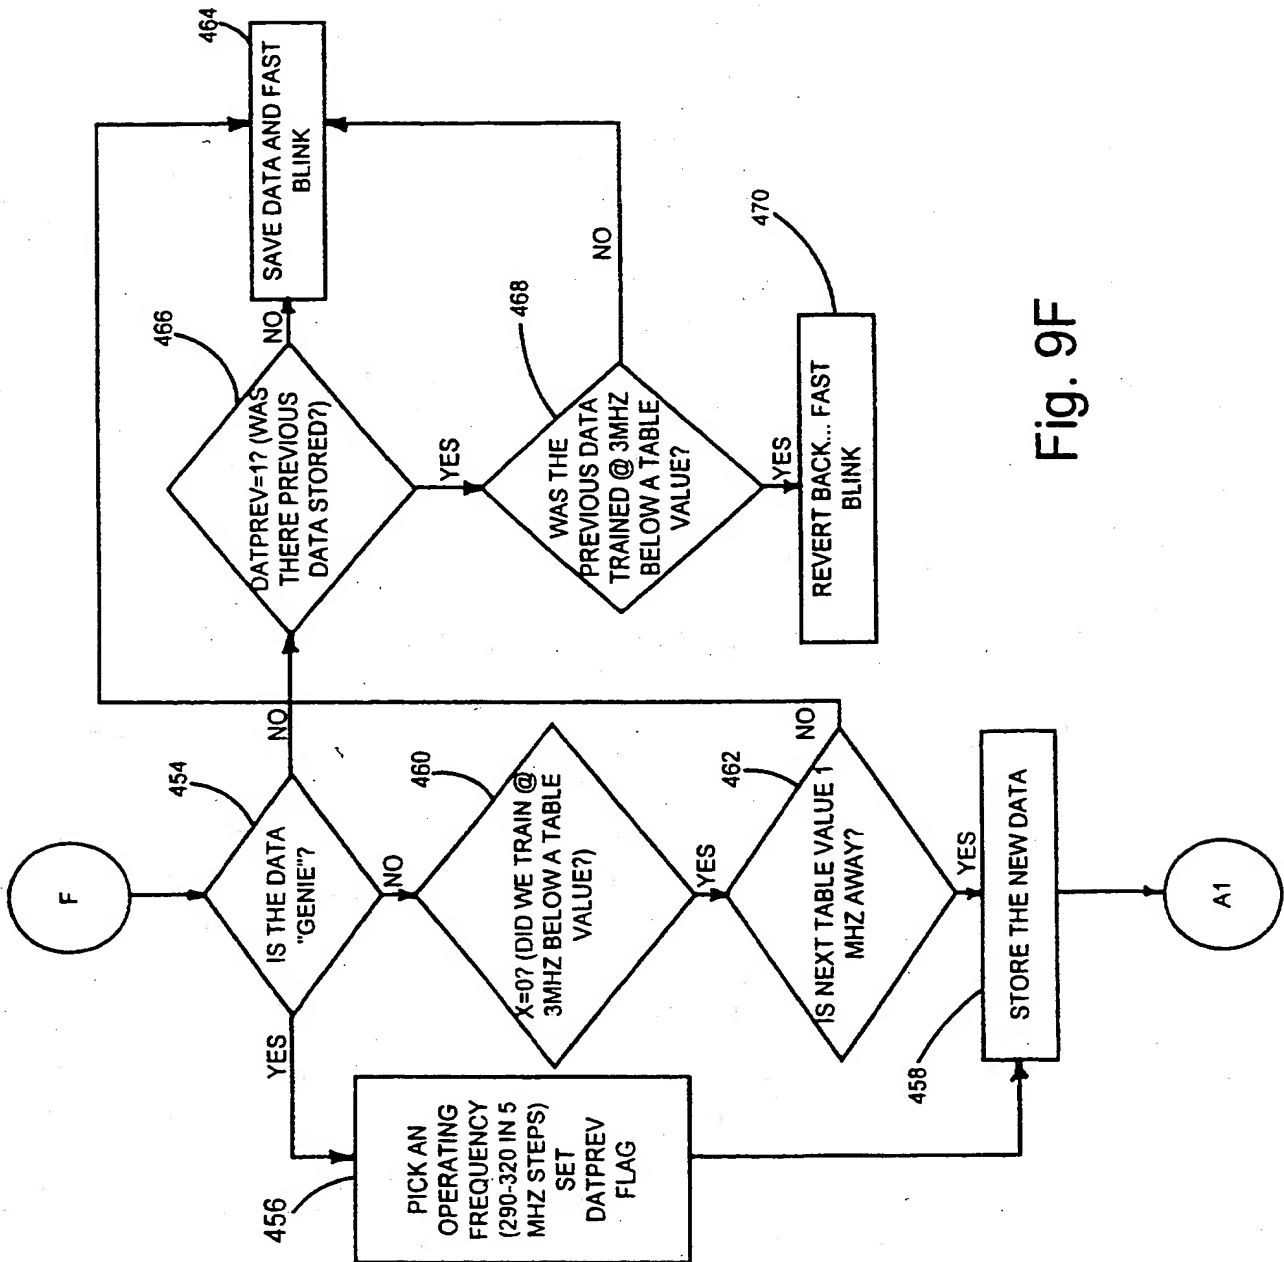 F
454
IS THE DATA
"GENIE"?
YES
NO
NO
456
PICK AN
OPERATING
FREQUENCY
(290-320 IN 5
MHZ STEPS)
SET
DATPREV
FLAG
460
X=0? (DID WE TRAIN @
3MHZ BELOW A TABLE
VALUE?)
YES
462
IS NEXT TABLE VALUE 1
MHZ AWAY?
NO
YES
458
STORE THE NEW DATA
A1
466
DATPREV=1? (WAS
THERE PREVIOUS
DATA STORED?)
NO
YES
464
SAVE DATA AND FAST
BLINK
468
WAS THE
PREVIOUS DATA
TRAINED @ 3MHZ
BELOW A TABLE
VALUE?
NO
YES
470
REVERT BACK... FAST
BLINK
Fig. 9F